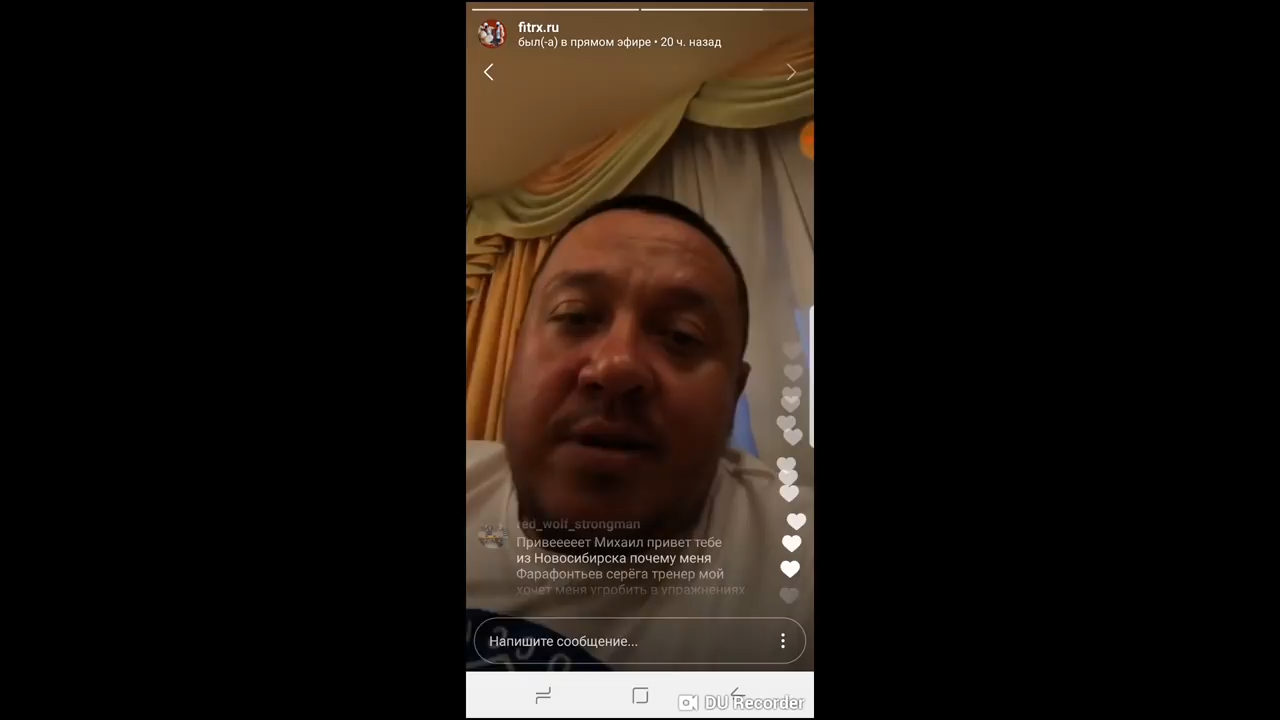 fitrx.ru
был(-а) в прямом эфире • 20 ч. назад
red_wolf_strongman
Привееееет Михаил привет тебе
из Новосибирска почему меня
Фарафонтьев серёга тренер мой
хочет меня угробить в упражнениях
Напишите сообщение...
DU Recorder